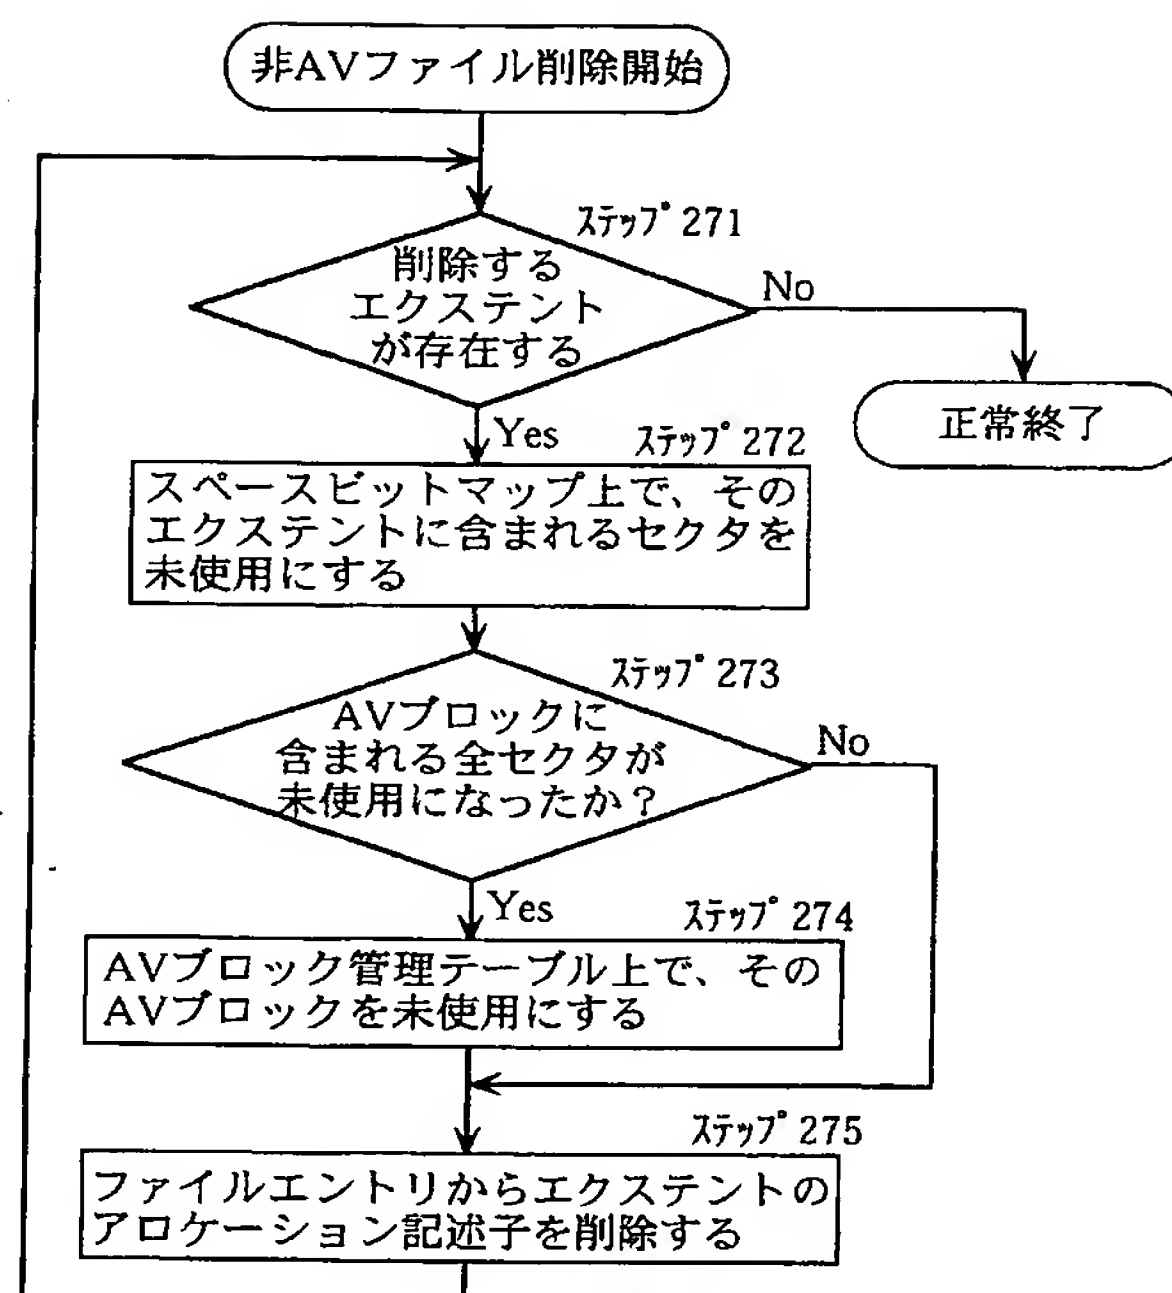 非AVファイル削除開始
ステップ 271
削除する
エクステント
が存在する
No
正常終了
Yes
ステップ 272
スペースビットマップ上で、その
エクステントに含まれるセクタを
未使用にする
ステップ 273
AVブロックに
含まれる全セクタが
未使用になったか？
No
Yes
ステップ 274
AVブロック管理テーブル上で、その
AVブロックを未使用にする
ステップ 275
ファイルエントリからエクステントの
アロケーション記述子を削除する